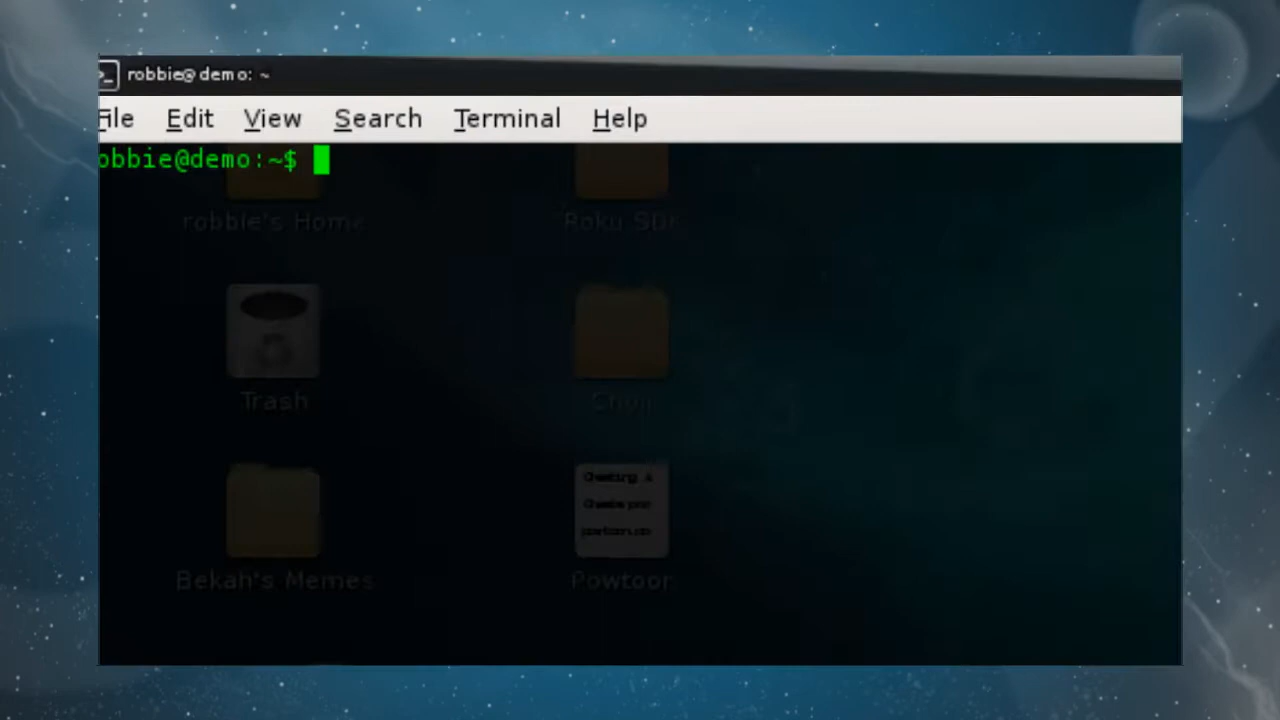 robbie@demo: ~
File Edit View Search Terminal Help
obbie@demo:~$
robbie's Home
Roku SDK
Trash
Bekah's Memes
Powtoon